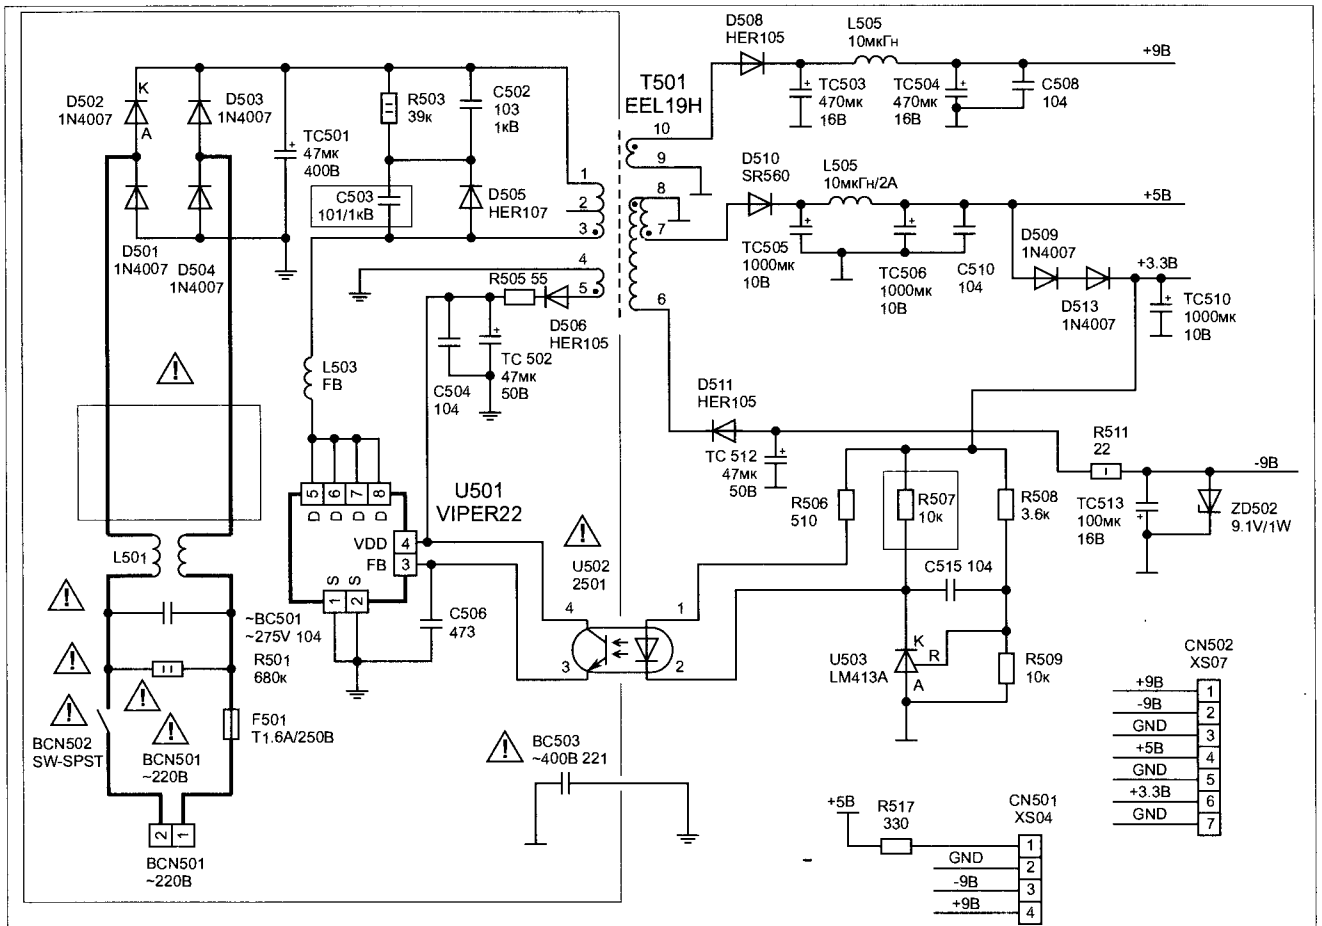 D508
HER105
L505
10мкГн
+9В
TC503
470мк
16В
TC504
470мк
16В
C508
104
T501
EEL19H
D502
1N4007
K
A
D503
1N4007
TC501
47мк
400В
R503
39к
C502
103
1кВ
C503
101/1кВ
D505
HER107
D501
1N4007
D504
1N4007
1
2
3
4
5
10
9
8
7
6
D510
SR560
L505
10мкГн/2А
+5В
TC505
1000мк
10В
TC506
1000мк
10В
C510
104
D509
1N4007
D513
1N4007
+3.3В
TC510
1000мк
10В
R505 55
D506
HER105
C504
104
TC 502
47мк
50В
L503
FB
D511
HER105
TC 512
47мк
50В
R511
22
-9В
TC513
100мк
16В
ZD502
9.1V/1W
U501
VIPER22
5
6
7
8
D
D
D
D
VDD
4
FB
3
S
S
1
2
C506
473
U502
2501
4
3
1
2
R506
510
R507
10к
R508
3.6к
C515 104
U503
LM413A
K
R
A
R509
10к
L501
~BC501
~275V 104
R501
680к
F501
T1.6A/250В
BCN502
SW-SPST
BCN501
~220В
2
1
BCN501
~220В
BC503
~400В 221
+5В
R517
330
CN501
XS04
1
GND
2
-9В
3
+9В
4
CN502
XS07
+9В
1
-9В
2
GND
3
+5В
4
GND
5
+3.3В
6
GND
7